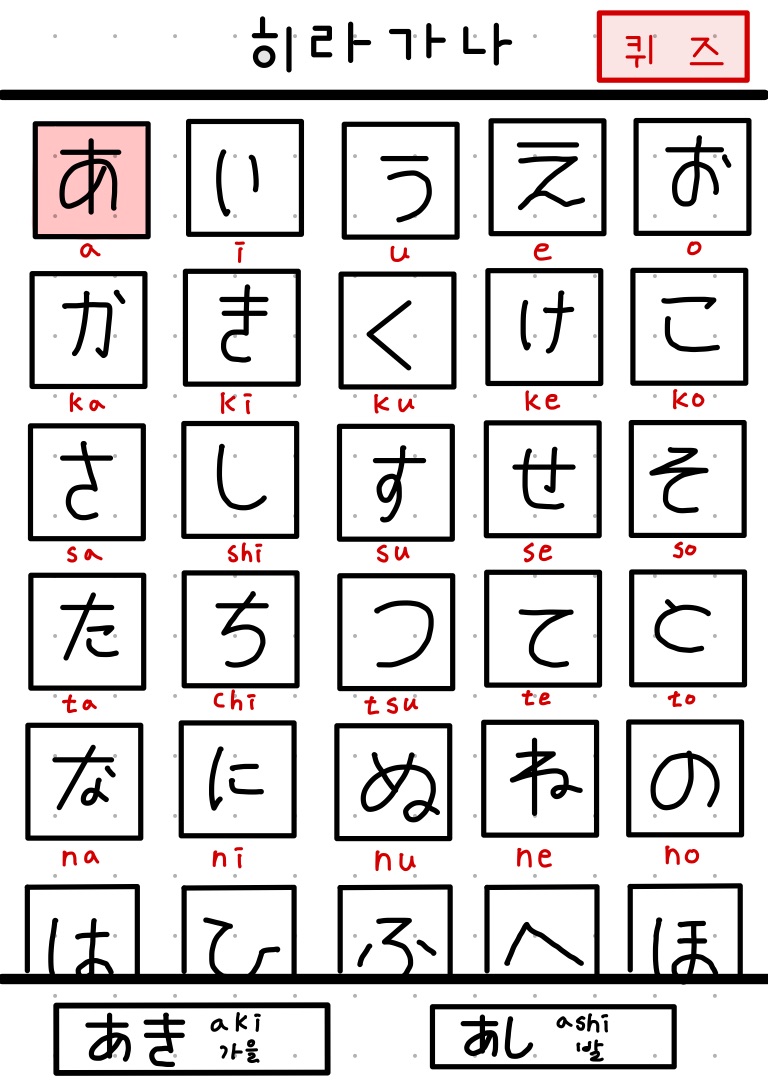 히라가나 퀴즈
あ い う え お
a i u e o
か き く け こ
ka ki ku ke ko
さ し す せ そ
sa shi su se so
た ち つ て と
ta chi tsu te to
な に ぬ ね の
na ni nu ne no
は ひ ふ へ ほ
あき aki 가을
あし ashi 발